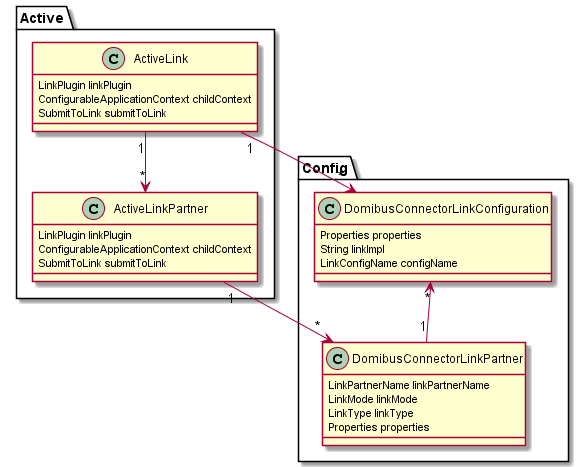 Active
C ActiveLink
LinkPlugin linkPlugin
ConfigurableApplicationContext childContext
SubmitToLink submitToLink
1
*
1
C ActiveLinkPartner
LinkPlugin linkPlugin
ConfigurableApplicationContext childContext
SubmitToLink submitToLink
1
*
Config
C DomibusConnectorLinkConfiguration
Properties properties
String linkImpl
LinkConfigName configName
*
1
C DomibusConnectorLinkPartner
LinkPartnerName linkPartnerName
LinkMode linkMode
LinkType linkType
Properties properties